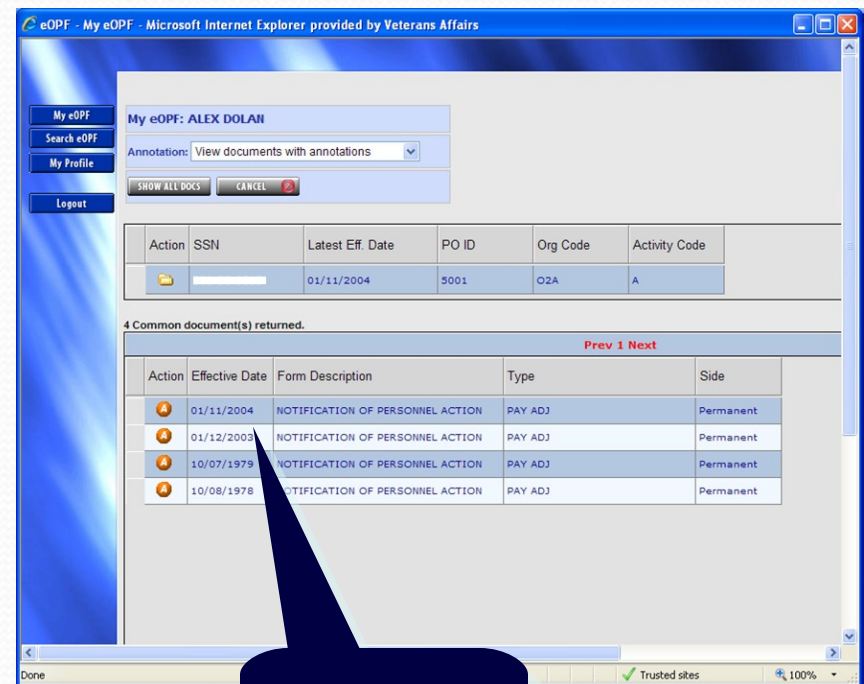 eOPF - My eOPF - Microsoft Internet Explorer provided by Veterans Affairs
My eOPF
Search eOPF
My Profile
Logout
My eOPF: ALEX DOLAN
Annotation: View documents with annotations
SHOW ALL DOCS CANCEL
Action SSN Latest Eff. Date PO ID Org Code Activity Code
01/11/2004 5001 O2A A
4 Common document(s) returned.
Prev 1 Next
Action Effective Date Form Description Type Side
A 01/11/2004 NOTIFICATION OF PERSONNEL ACTION PAY ADJ Permanent
A 01/12/2003 NOTIFICATION OF PERSONNEL ACTION PAY ADJ Permanent
A 10/07/1979 NOTIFICATION OF PERSONNEL ACTION PAY ADJ Permanent
A 10/08/1978 NOTIFICATION OF PERSONNEL ACTION PAY ADJ Permanent
Done Trusted sites 100%